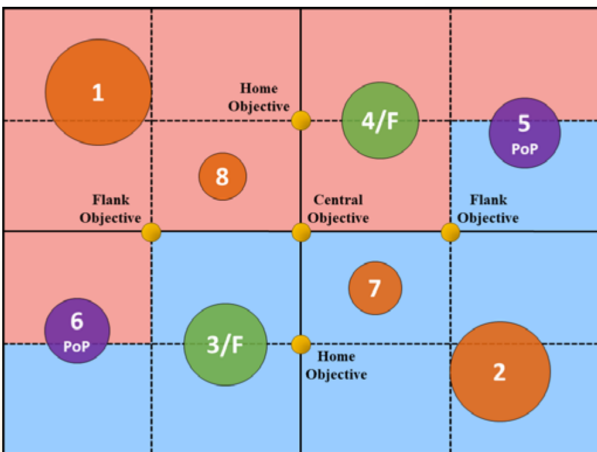 1
Home
Objective
4/F
5
PoP
8
Flank
Objective
Central
Objective
Flank
Objective
7
6
PoP
3/F
Home
Objective
2